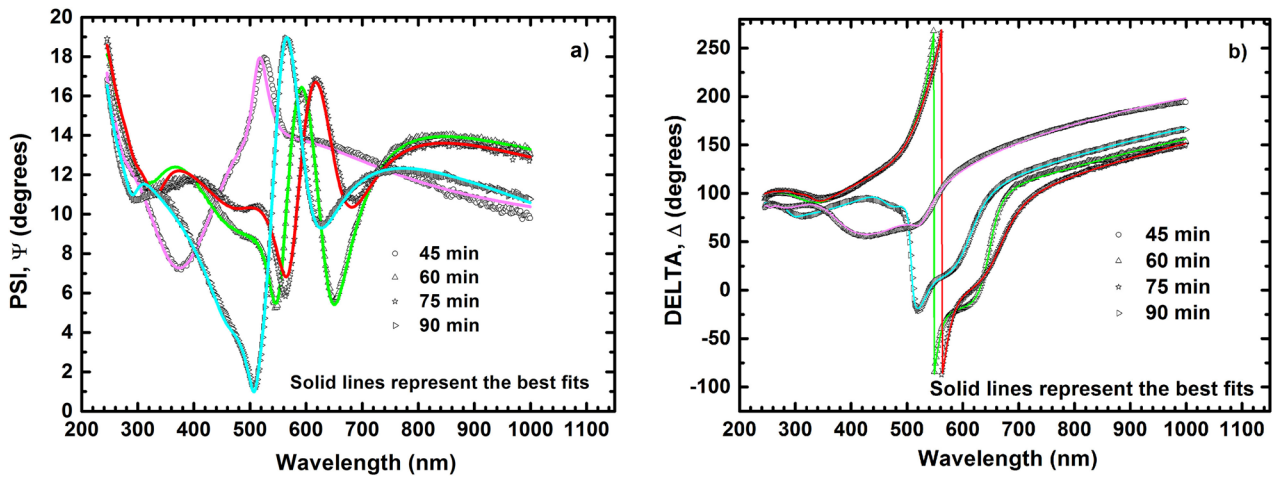 a)
PSI, Ψ (degrees)
20
18
16
14
12
10
8
6
4
2
0
45 min
60 min
75 min
90 min
Solid lines represent the best fits
200 300 400 500 600 700 800 900 1000 1100
Wavelength (nm)
b)
DELTA, Δ (degrees)
250
200
150
100
50
0
-50
-100
45 min
60 min
75 min
90 min
Solid lines represent the best fits
200 300 400 500 600 700 800 900 1000 1100
Wavelength (nm)